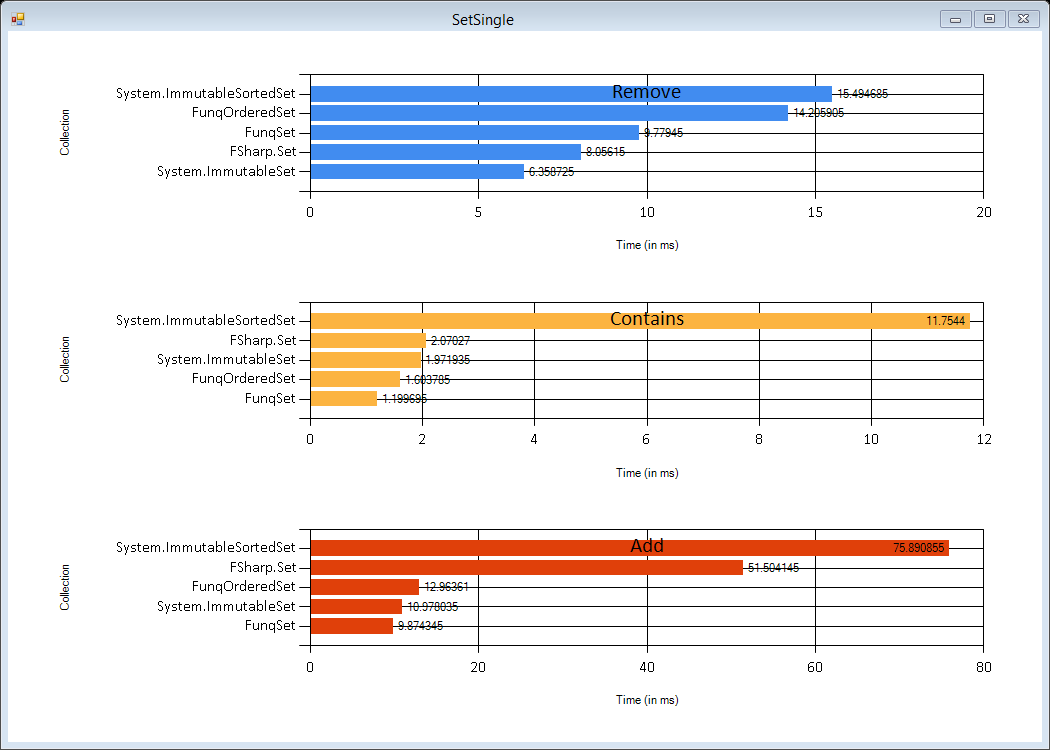 SetSingle
Remove
Collection
System.ImmutableSortedSet 15.494685
FunqOrderedSet 14.205905
FunqSet 9.77945
FSharp.Set 8.05615
System.ImmutableSet 6.358725
0 5 10 15 20
Time (in ms)
Contains
Collection
System.ImmutableSortedSet 11.7544
FSharp.Set 2.07027
System.ImmutableSet 1.971935
FunqOrderedSet 1.603785
FunqSet 1.199695
0 2 4 6 8 10 12
Time (in ms)
Add
Collection
System.ImmutableSortedSet 75.890855
FSharp.Set 51.504145
FunqOrderedSet 12.96361
System.ImmutableSet 10.978035
FunqSet 9.874345
0 20 40 60 80
Time (in ms)